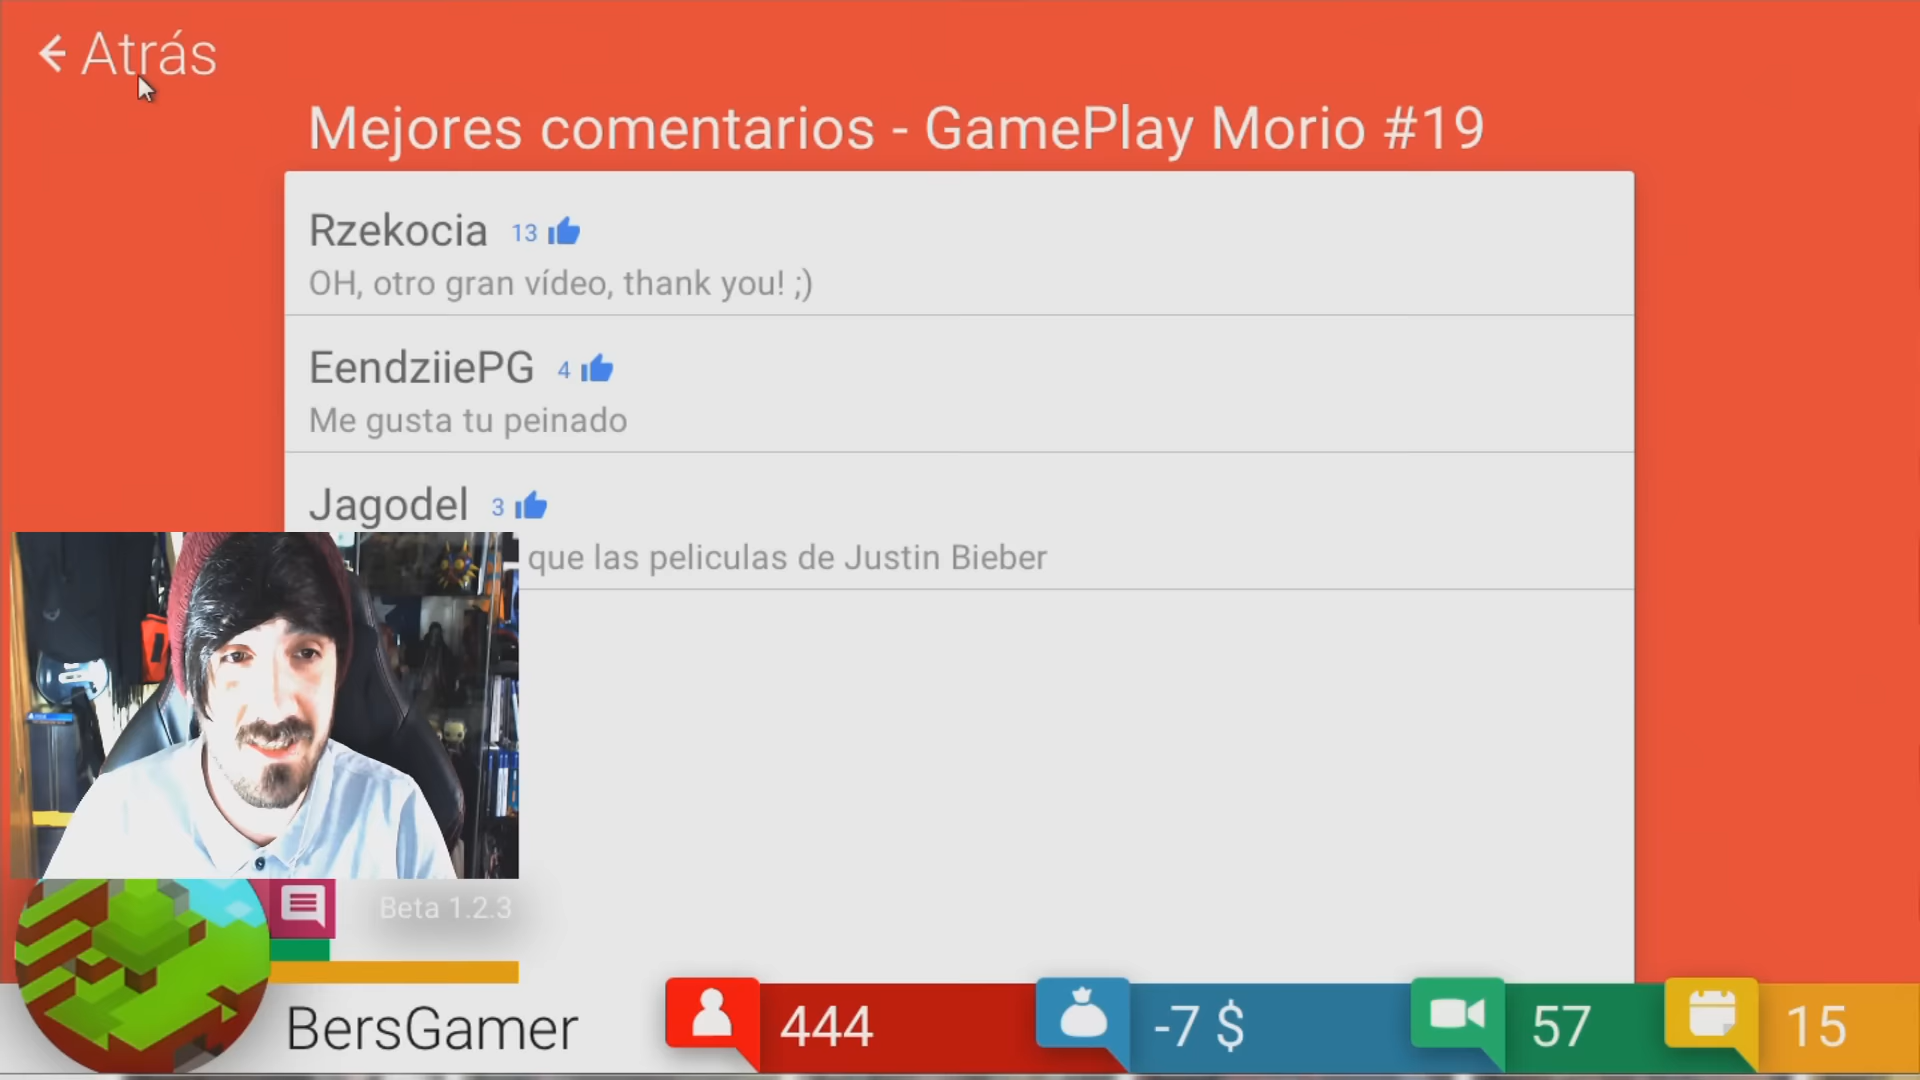 Atrás
Mejores comentarios - GamePlay Morio #19
Rzekocia 13
OH, otro gran vídeo, thank you! ;)
EendziiePG 4
Me gusta tu peinado
Jagodel 3
que las peliculas de Justin Bieber
Beta 1.2.3
BersGamer
444
-7 $
57
15